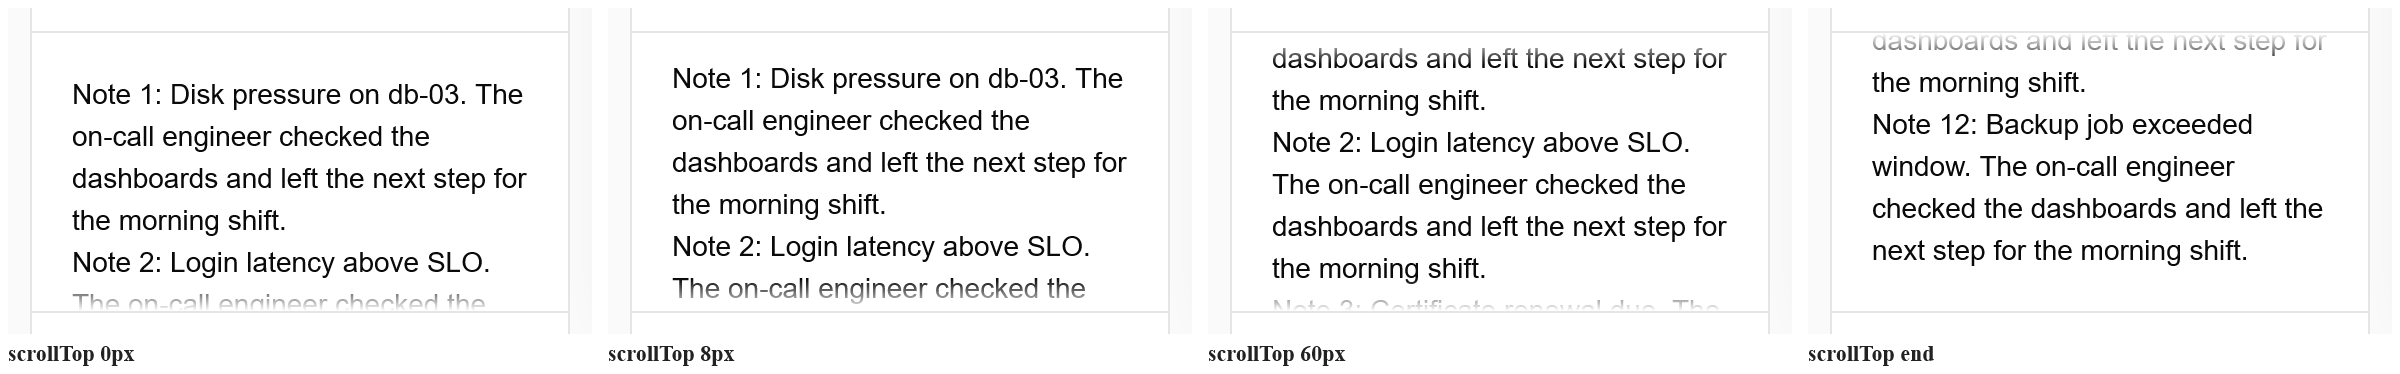 Note 1: Disk pressure on db-03. The
on-call engineer checked the
dashboards and left the next step for
the morning shift.
Note 2: Login latency above SLO.
The on-call engineer checked the
scrollTop 0px
Note 1: Disk pressure on db-03. The
on-call engineer checked the
dashboards and left the next step for
the morning shift.
Note 2: Login latency above SLO.
The on-call engineer checked the
scrollTop 8px
dashboards and left the next step for
the morning shift.
Note 2: Login latency above SLO.
The on-call engineer checked the
dashboards and left the next step for
the morning shift.
Note 3: Certificate renewal due. The
scrollTop 60px
dashboards and left the next step for
the morning shift.
Note 12: Backup job exceeded
window. The on-call engineer
checked the dashboards and left the
next step for the morning shift.
scrollTop end